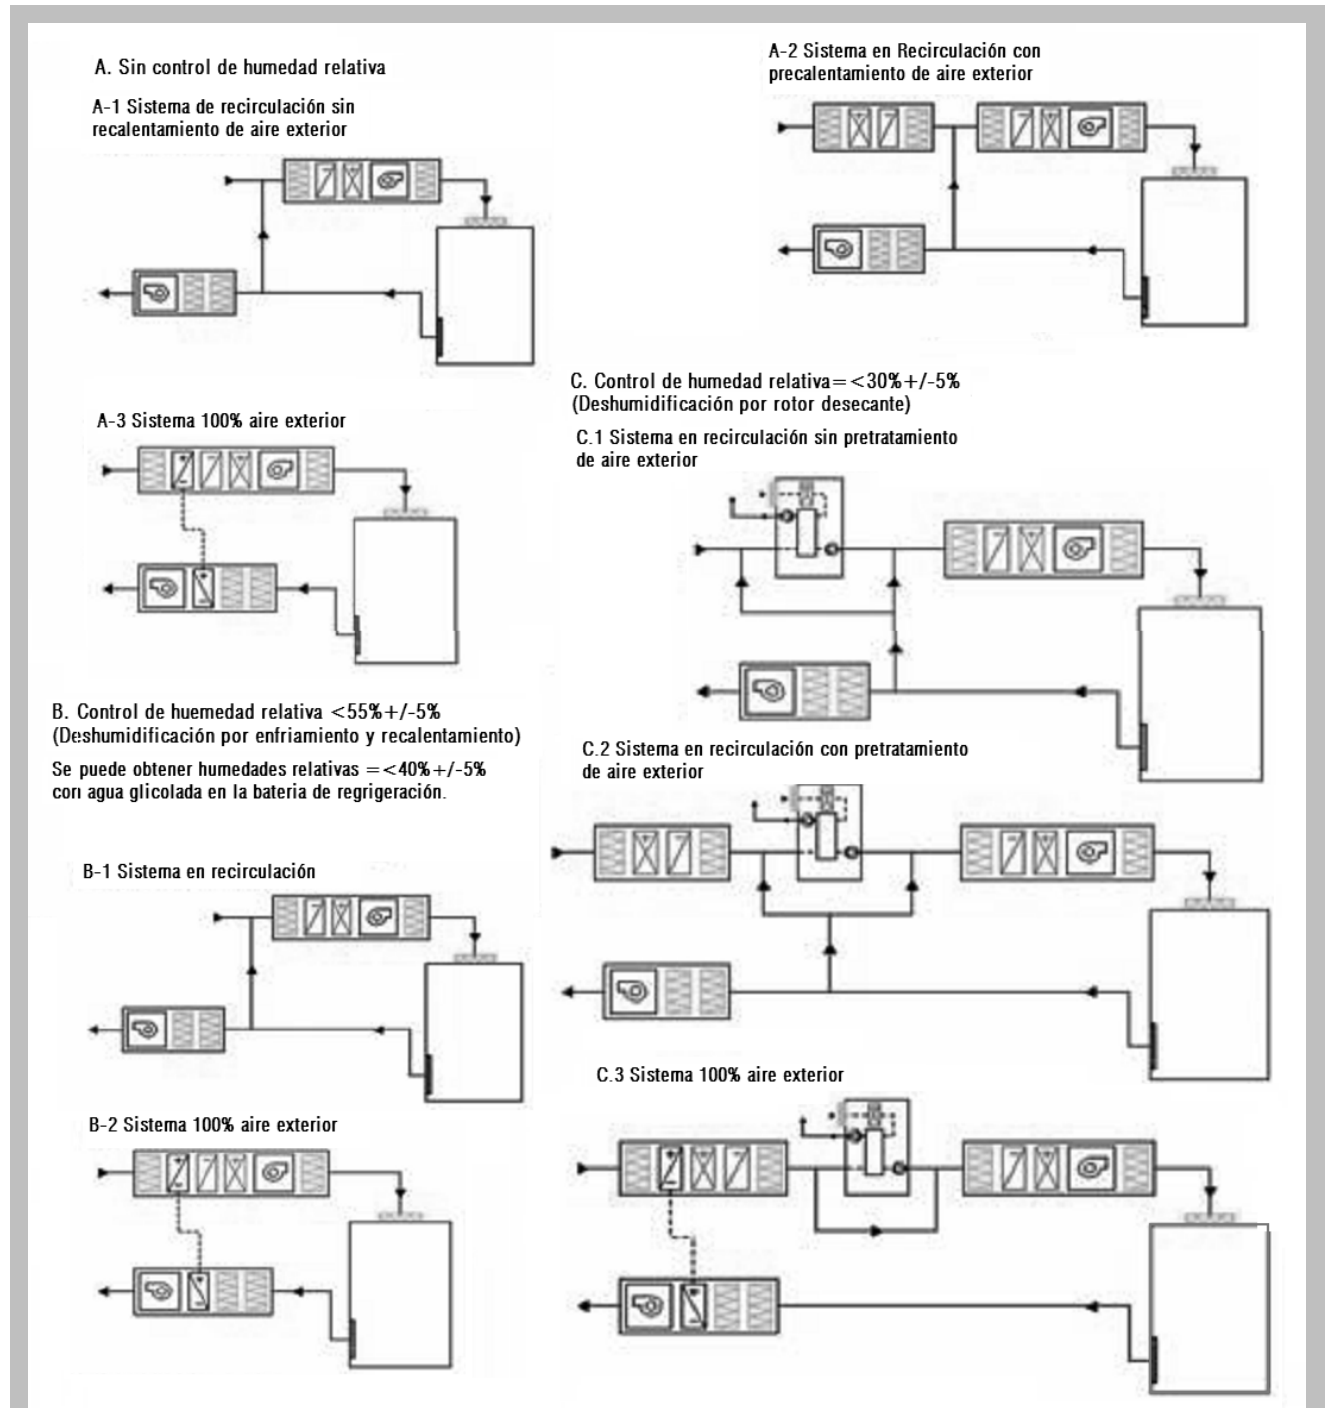 A. Sin control de humedad relativa
A-1 Sistema de recirculación sin
recalentamiento de aire exterior
A-2 Sistema en Recirculación con
precalentamiento de aire exterior
A-3 Sistema 100% aire exterior
B. Control de huemedad relativa <55%+/-5%
(Deshumidificación por enfriamiento y recalentamiento)
Se puede obtener humedades relativas =<40%+/-5%
con agua glicolada en la bateria de regrigeración.
B-1 Sistema en recirculación
B-2 Sistema 100% aire exterior
C. Control de humedad relativa=<30%+/-5%
(Deshumidificación por rotor desecante)
C.1 Sistema en recirculación sin pretratamiento
de aire exterior
C.2 Sistema en recirculación con pretratamiento
de aire exterior
C.3 Sistema 100% aire exterior